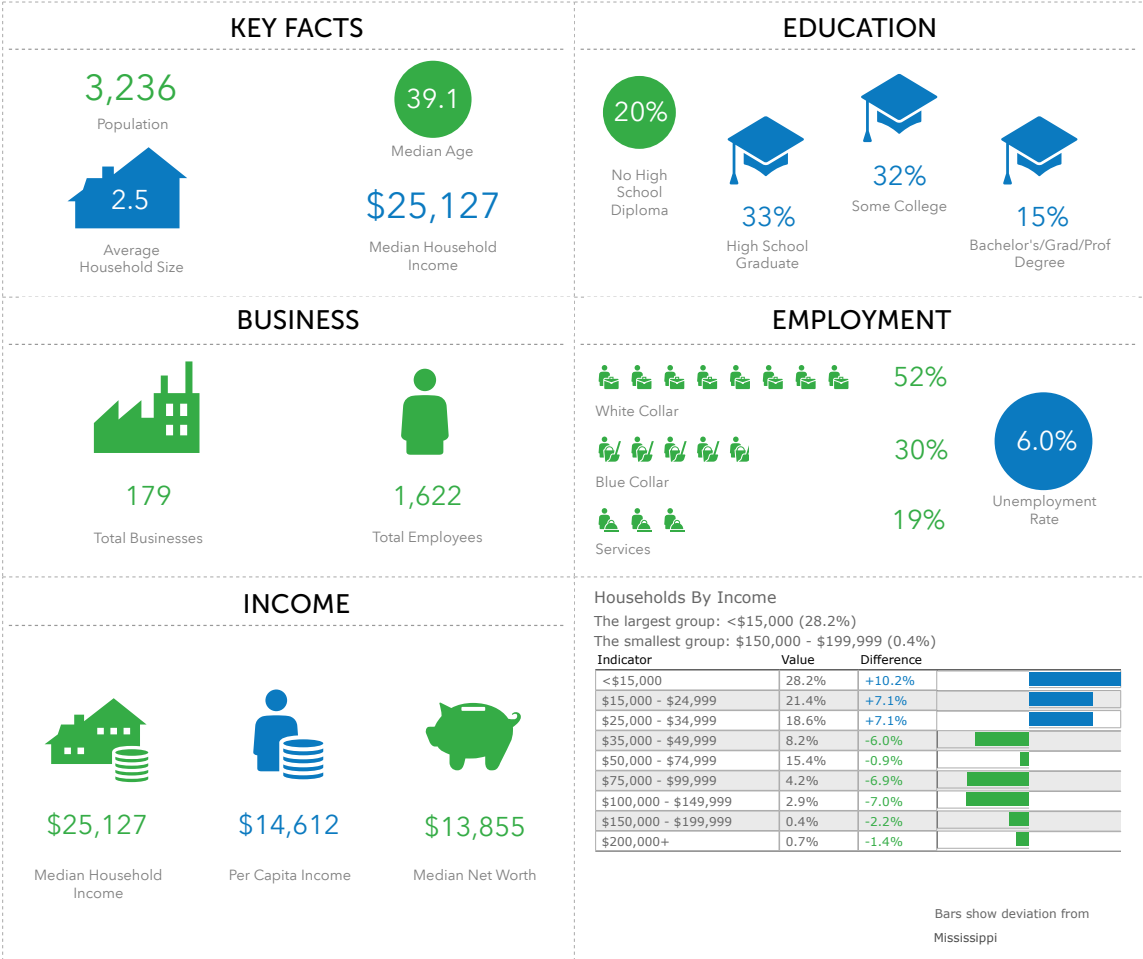 KEY FACTS
3,236
Population
39.1
Median Age
2.5
Average
Household Size
$25,127
Median Household
Income
EDUCATION
20%
No High
School
Diploma
33%
High School
Graduate
32%
Some College
15%
Bachelor's/Grad/Prof
Degree
BUSINESS
179
Total Businesses
1,622
Total Employees
EMPLOYMENT
52%
White Collar
30%
Blue Collar
19%
Services
6.0%
Unemployment
Rate
INCOME
$25,127
Median Household
Income
$14,612
Per Capita Income
$13,855
Median Net Worth
Households By Income
The largest group: <$15,000 (28.2%)
The smallest group: $150,000 - $199,999 (0.4%)
Indicator Value Difference
<$15,000 28.2% +10.2%
$15,000 - $24,999 21.4% +7.1%
$25,000 - $34,999 18.6% +7.1%
$35,000 - $49,999 8.2% -6.0%
$50,000 - $74,999 15.4% -0.9%
$75,000 - $99,999 4.2% -6.9%
$100,000 - $149,999 2.9% -7.0%
$150,000 - $199,999 0.4% -2.2%
$200,000+ 0.7% -1.4%
Bars show deviation from
Mississippi